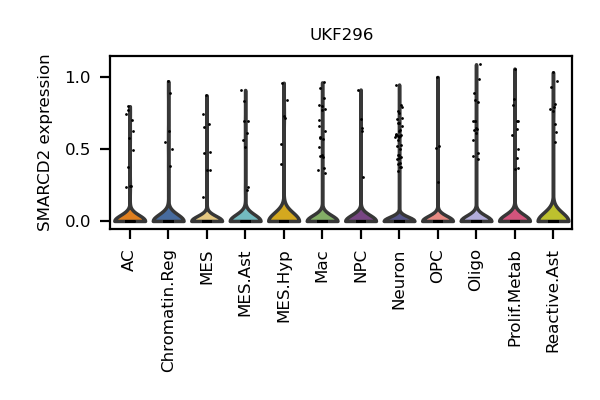 UKF296
SMARCD2 expression
1.0
0.5
0.0
AC
Chromatin.Reg
MES
MES.Ast
MES.Hyp
Mac
NPC
Neuron
OPC
Oligo
Prolif.Metab
Reactive.Ast